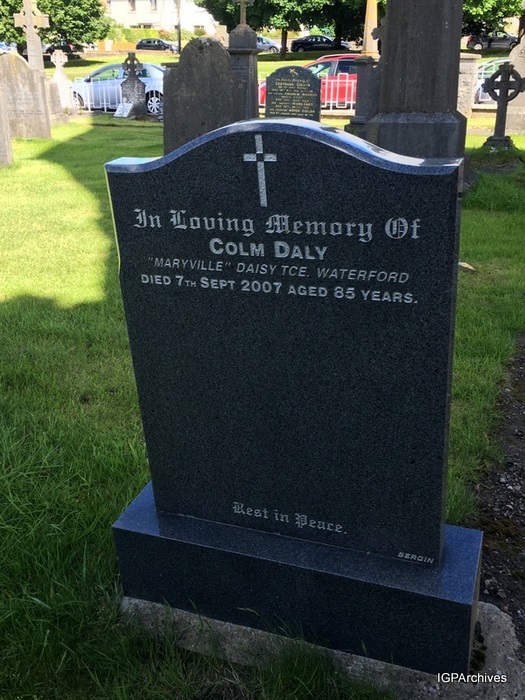 In Loving Memory Of
COLM DALY
"MARYVILLE" DAISY TCE. WATERFORD
DIED 7TH SEPT 2007 AGED 85 YEARS.
Rest in Peace.
BERGIN
IGPArchives